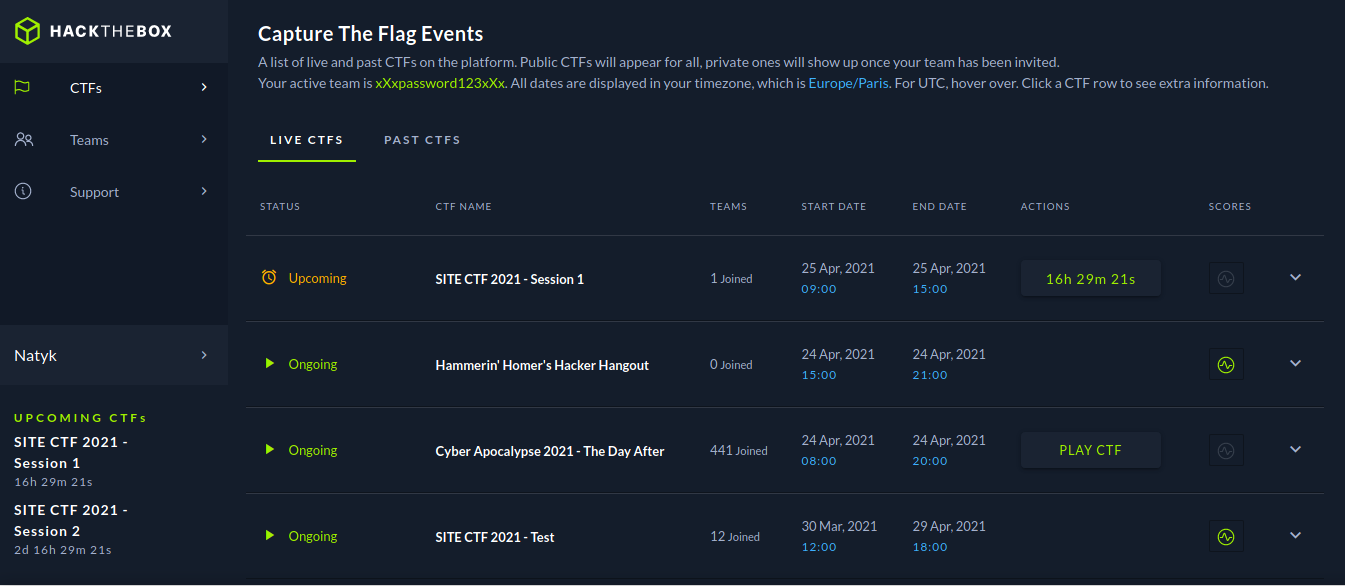 HACKTHEBOX
CTFs
Teams
Support
Natyk
UPCOMING CTFs
SITE CTF 2021 -
Session 1
16h 29m 21s
SITE CTF 2021 -
Session 2
2d 16h 29m 21s
Capture The Flag Events
A list of live and past CTFs on the platform. Public CTFs will appear for all, private ones will show up once your team has been invited.
Your active team is xXxpassword123xXx. All dates are displayed in your timezone, which is Europe/Paris. For UTC, hover over. Click a CTF row to see extra information.
LIVE CTFS PAST CTFS
STATUS CTF NAME TEAMS START DATE END DATE ACTIONS SCORES
Upcoming SITE CTF 2021 - Session 1 1 Joined 25 Apr, 2021 25 Apr, 2021 16h 29m 21s
09:00 15:00
Ongoing Hammerin' Homer's Hacker Hangout 0 Joined 24 Apr, 2021 24 Apr, 2021
15:00 21:00
Ongoing Cyber Apocalypse 2021 - The Day After 441 Joined 24 Apr, 2021 24 Apr, 2021 PLAY CTF
08:00 20:00
Ongoing SITE CTF 2021 - Test 12 Joined 30 Mar, 2021 29 Apr, 2021
12:00 18:00